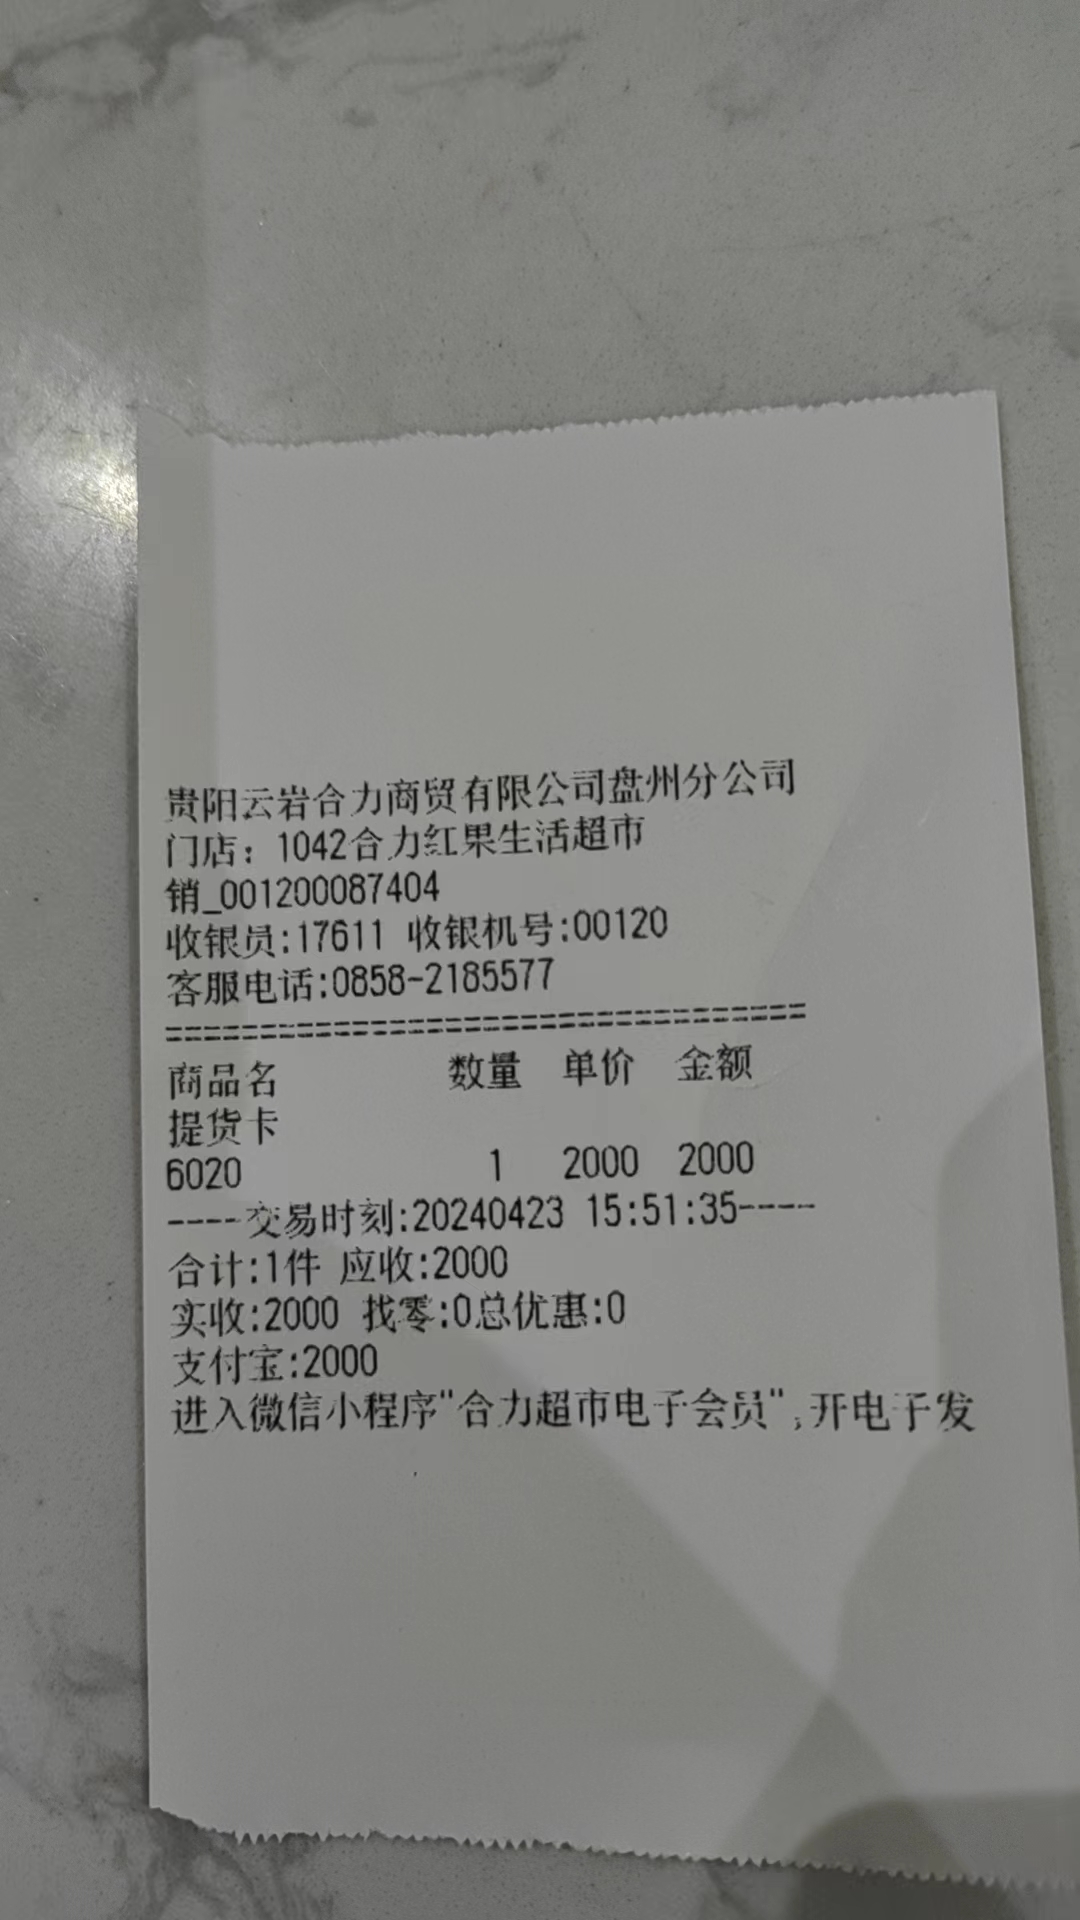 贵阳云岩合力商贸有限公司盘州分公司
门店：1042合力红果生活超市
销_001200087404
收银员:17611 收银机号:00120
客服电话:0858-2185577
==================================
商品名 数量 单价 金额
提货卡
6020 1 2000 2000
----交易时刻:20240423 15:51:35----
合计:1件 应收:2000
实收:2000 找零:0总优惠:0
支付宝:2000
进入微信小程序"合力超市电子会员",开电子发